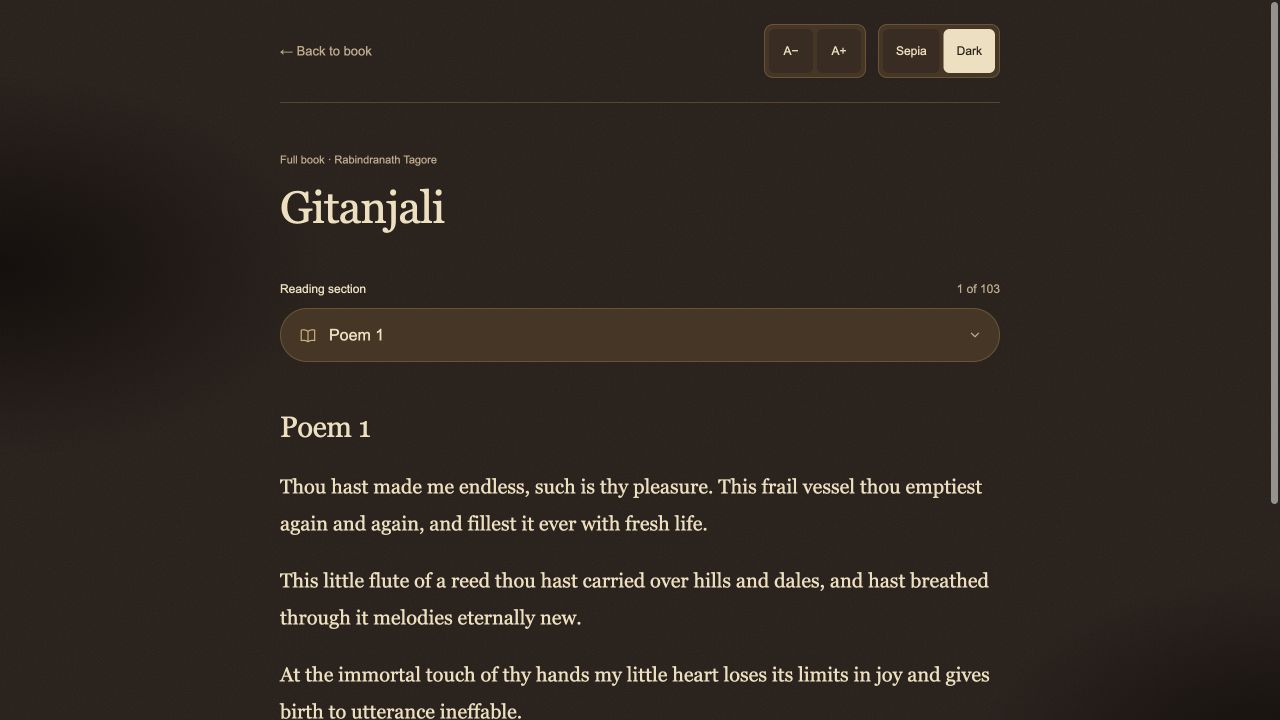 ← Back to book
A− A+ Sepia Dark
Full book · Rabindranath Tagore
Gitanjali
Reading section 1 of 103
Poem 1
Poem 1
Thou hast made me endless, such is thy pleasure. This frail vessel thou emptiest
again and again, and fillest it ever with fresh life.
This little flute of a reed thou hast carried over hills and dales, and hast breathed
through it melodies eternally new.
At the immortal touch of thy hands my little heart loses its limits in joy and gives
birth to utterance ineffable.